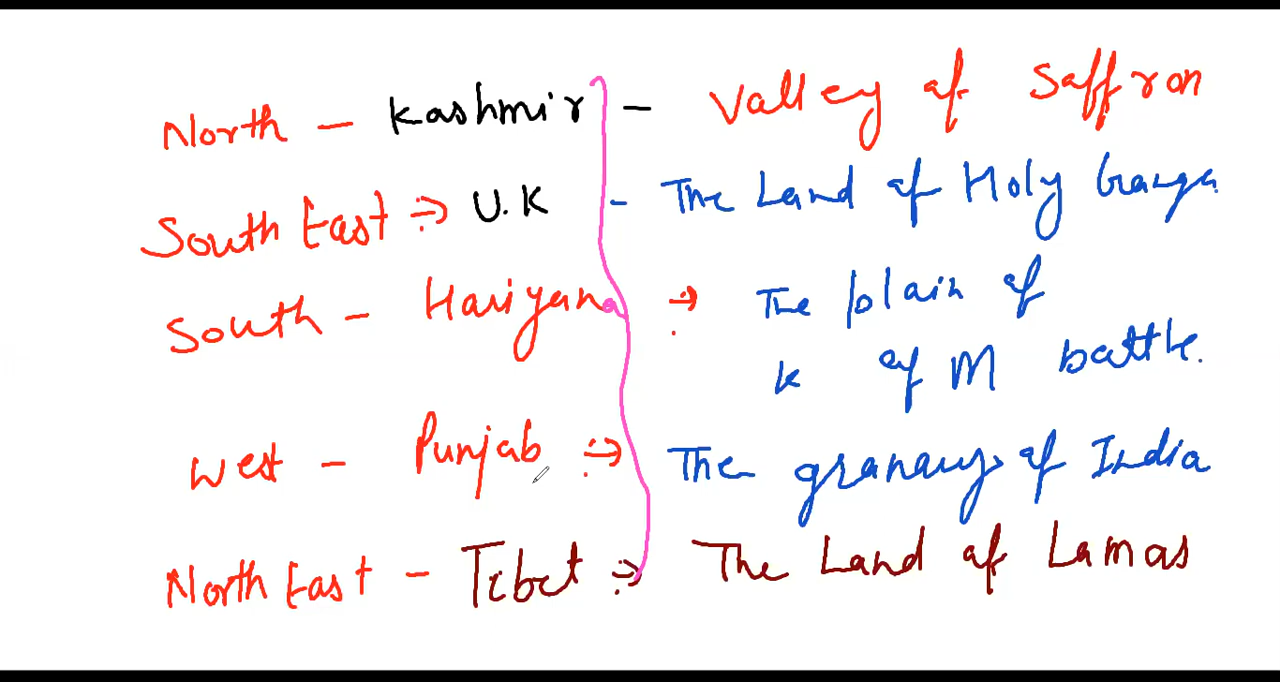 North - Kashmir - Valley of Saffron
South East ⇒ U.K - The Land of Holy Ganga.
South - Hariyana → The plain of
K of M battle.
West - Punjab ⇒ The granary of India
North East - Tibet ⇒ The Land of Lamas